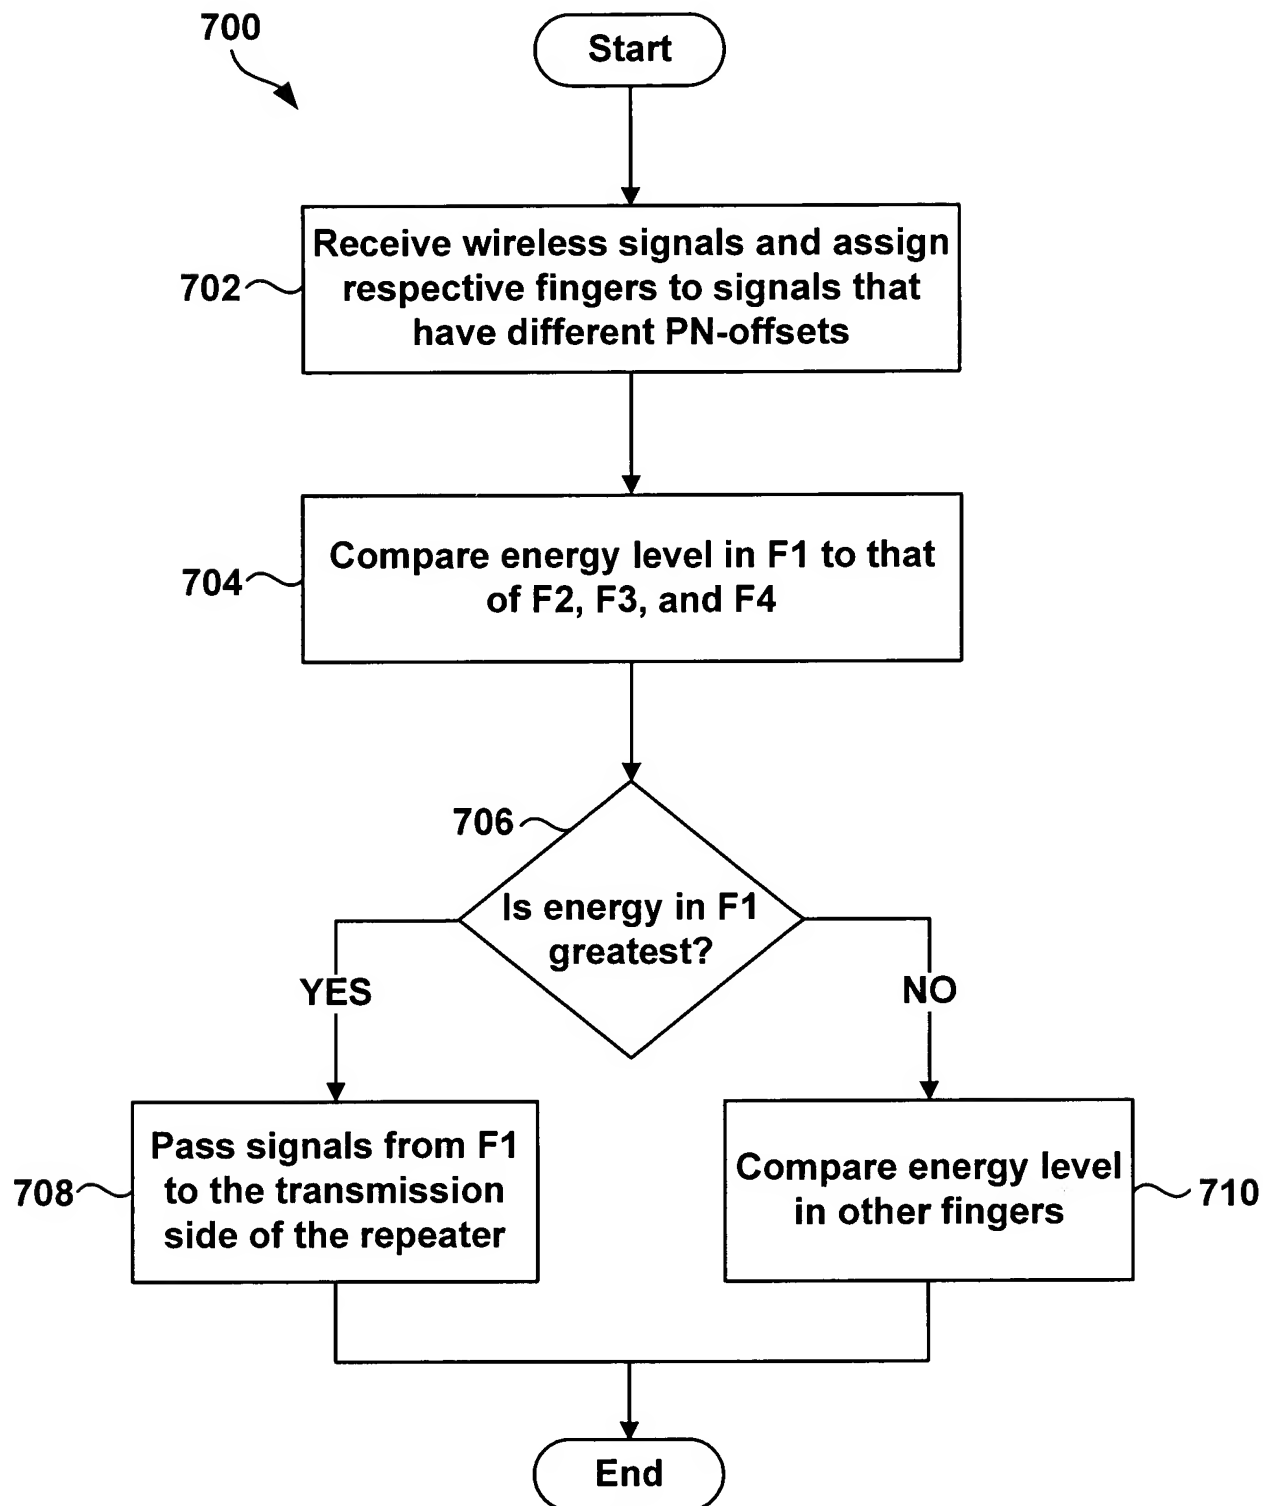 700
Start
702
Receive wireless signals and assign
respective fingers to signals that
have different PN-offsets
704
Compare energy level in F1 to that
of F2, F3, and F4
706
Is energy in F1
greatest?
YES
NO
708
Pass signals from F1
to the transmission
side of the repeater
Compare energy level
in other fingers
710
End